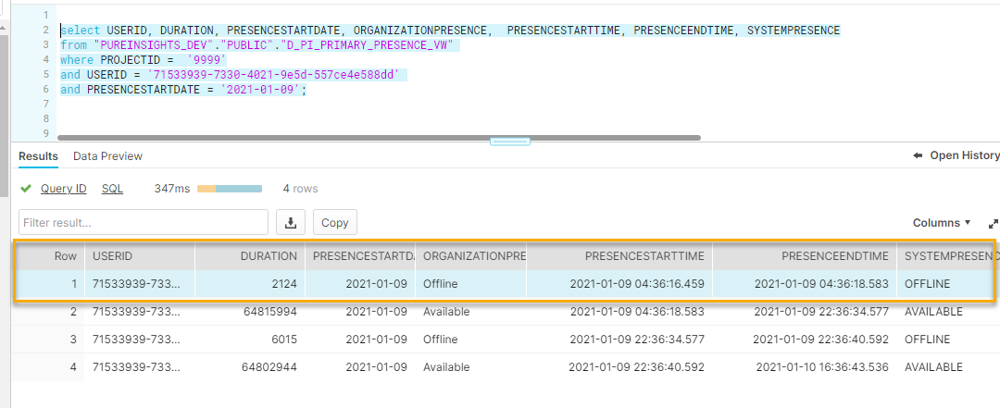 1
2 select USERID, DURATION, PRESENCESTARTDATE, ORGANIZATIONPRESENCE,  PRESENCESTARTTIME, PRESENCEENDTIME, SYSTEMPRESENCE
3 from "PUREINSIGHTS_DEV"."PUBLIC"."D_PI_PRIMARY_PRESENCE_VW"
4 where PROJECTID =  '9999'
5 and USERID = '71533939-7330-4021-9e5d-557ce4e588dd'
6 and PRESENCESTARTDATE = '2021-01-09';
7
8
9
Results Data Preview Open History
Query ID SQL 347ms 4 rows
Filter result... Copy Columns
Row USERID DURATION PRESENCESTARTDA ORGANIZATIONPRE PRESENCESTARTTIME PRESENCEENDTIME SYSTEMPRESENC
1 71533939-733... 2124 2021-01-09 Offline 2021-01-09 04:36:16.459 2021-01-09 04:36:18.583 OFFLINE
2 71533939-733... 64815994 2021-01-09 Available 2021-01-09 04:36:18.583 2021-01-09 22:36:34.577 AVAILABLE
3 71533939-733... 6015 2021-01-09 Offline 2021-01-09 22:36:34.577 2021-01-09 22:36:40.592 OFFLINE
4 71533939-733... 64802944 2021-01-09 Available 2021-01-09 22:36:40.592 2021-01-10 16:36:43.536 AVAILABLE